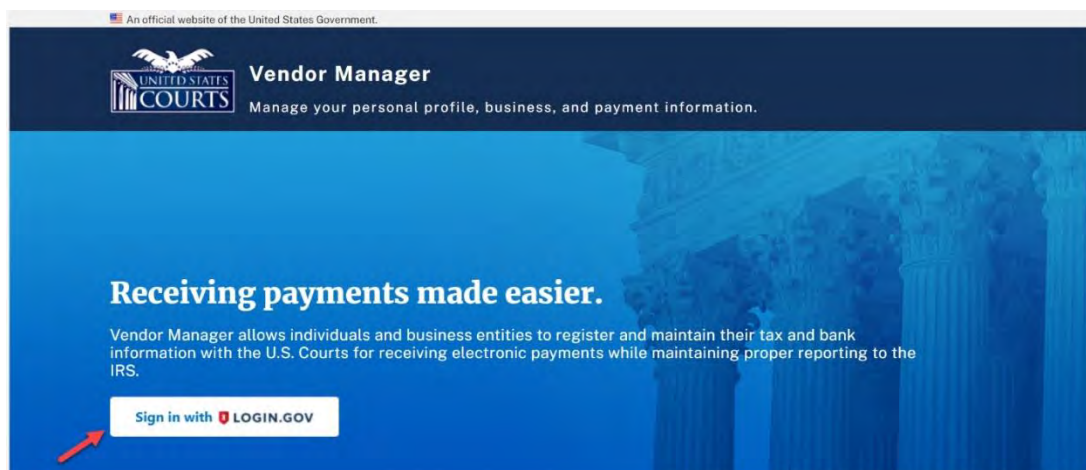 An official website of the United States Government.
UNITED STATES
COURTS
Vendor Manager
Manage your personal profile, business, and payment information.
Receiving payments made easier.
Vendor Manager allows individuals and business entities to register and maintain their tax and bank
information with the U.S. Courts for receiving electronic payments while maintaining proper reporting to the
IRS.
Sign in with LOGIN.GOV